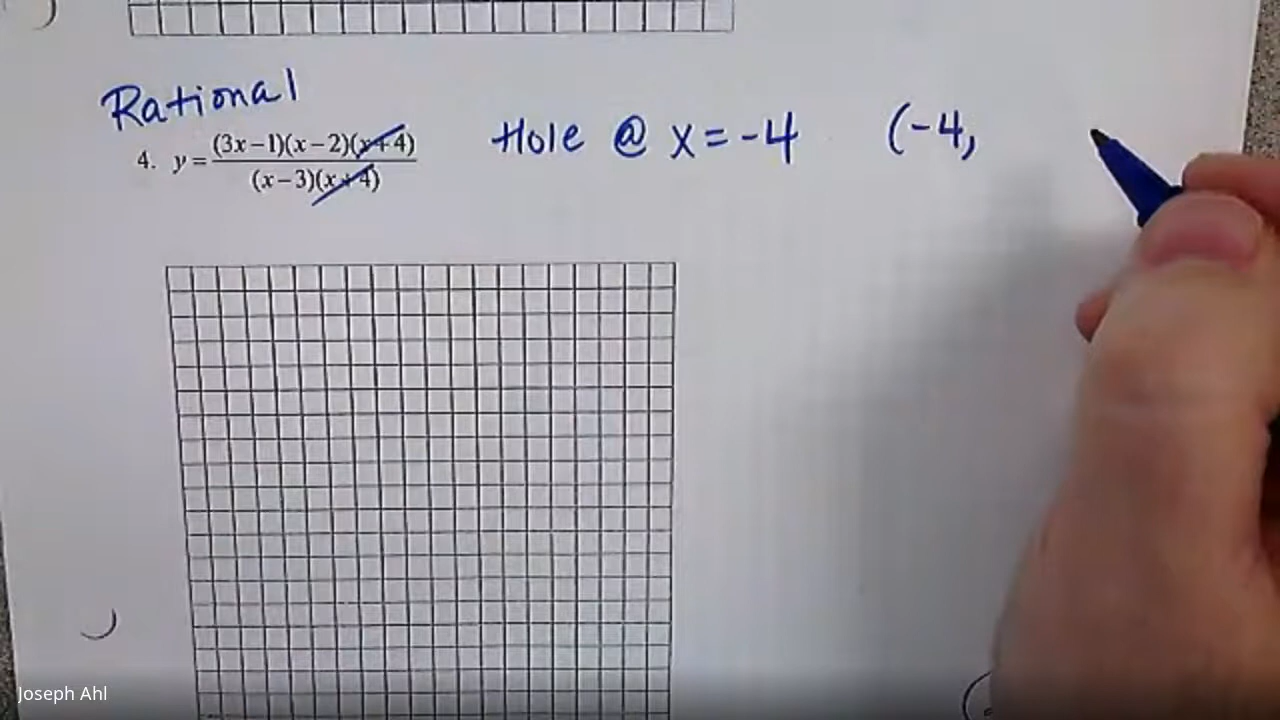 Rational
4. y = (3x−1)(x−2)(x+4) / (x−3)(x+4)
Hole @ x = -4 (-4,
Joseph Ahl